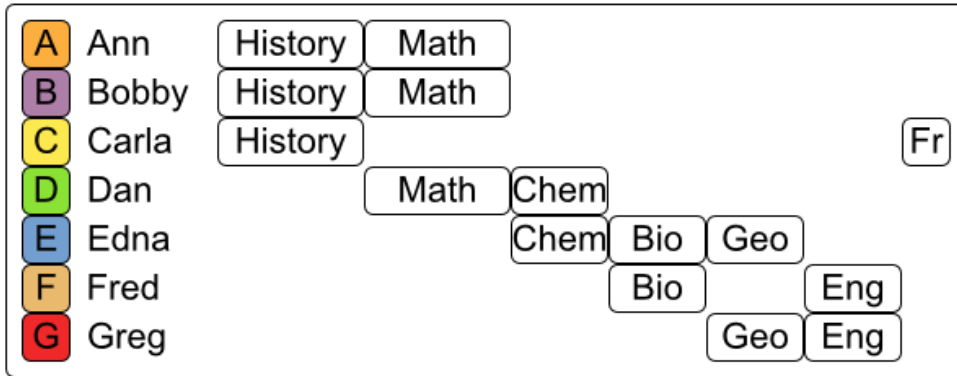 A Ann History Math
B Bobby History Math
C Carla History Fr
D Dan Math Chem
E Edna Chem Bio Geo
F Fred Bio Eng
G Greg Geo Eng